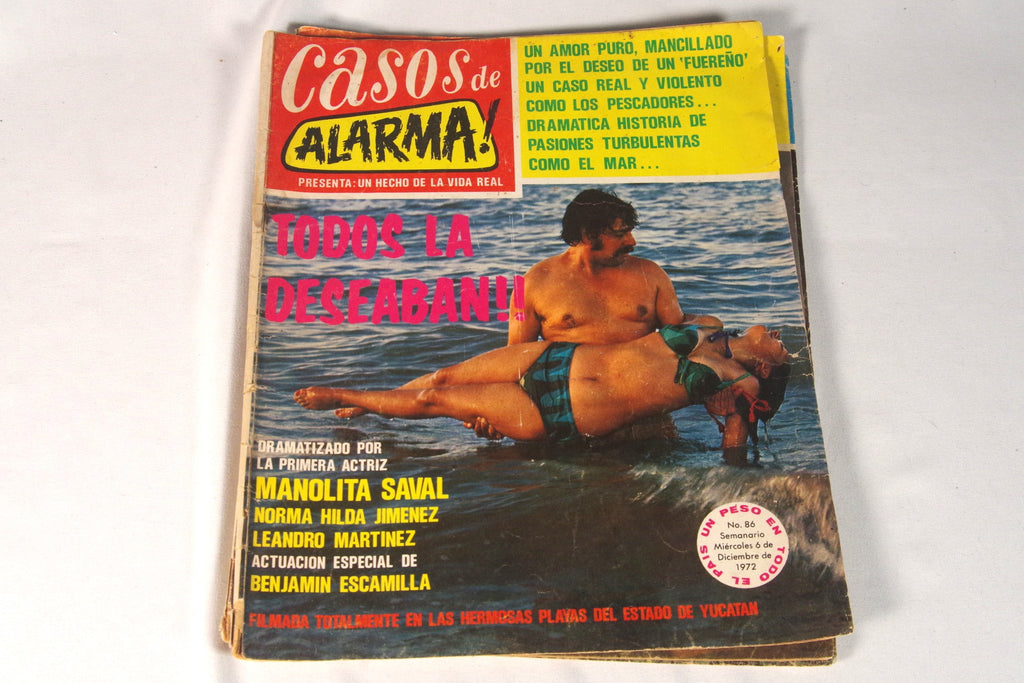 Casos de
ALARMA!
PRESENTA: UN HECHO DE LA VIDA REAL
UN AMOR PURO, MANCILLADO
POR EL DESEO DE UN 'FUEREÑO'
UN CASO REAL Y VIOLENTO
COMO LOS PESCADORES...
DRAMATICA HISTORIA DE
PASIONES TURBULENTAS
COMO EL MAR...
TODOS LA
DESEABAN!!
DRAMATIZADO POR
LA PRIMERA ACTRIZ
MANOLITA SAVAL
NORMA HILDA JIMENEZ
LEANDRO MARTINEZ
ACTUACION ESPECIAL DE
BENJAMIN ESCAMILLA
UN PESO EN TODO EL PAIS
No. 86
Semanario
Miércoles 6 de
Diciembre de
1972
FILMADA TOTALMENTE EN LAS HERMOSAS PLAYAS DEL ESTADO DE YUCATAN